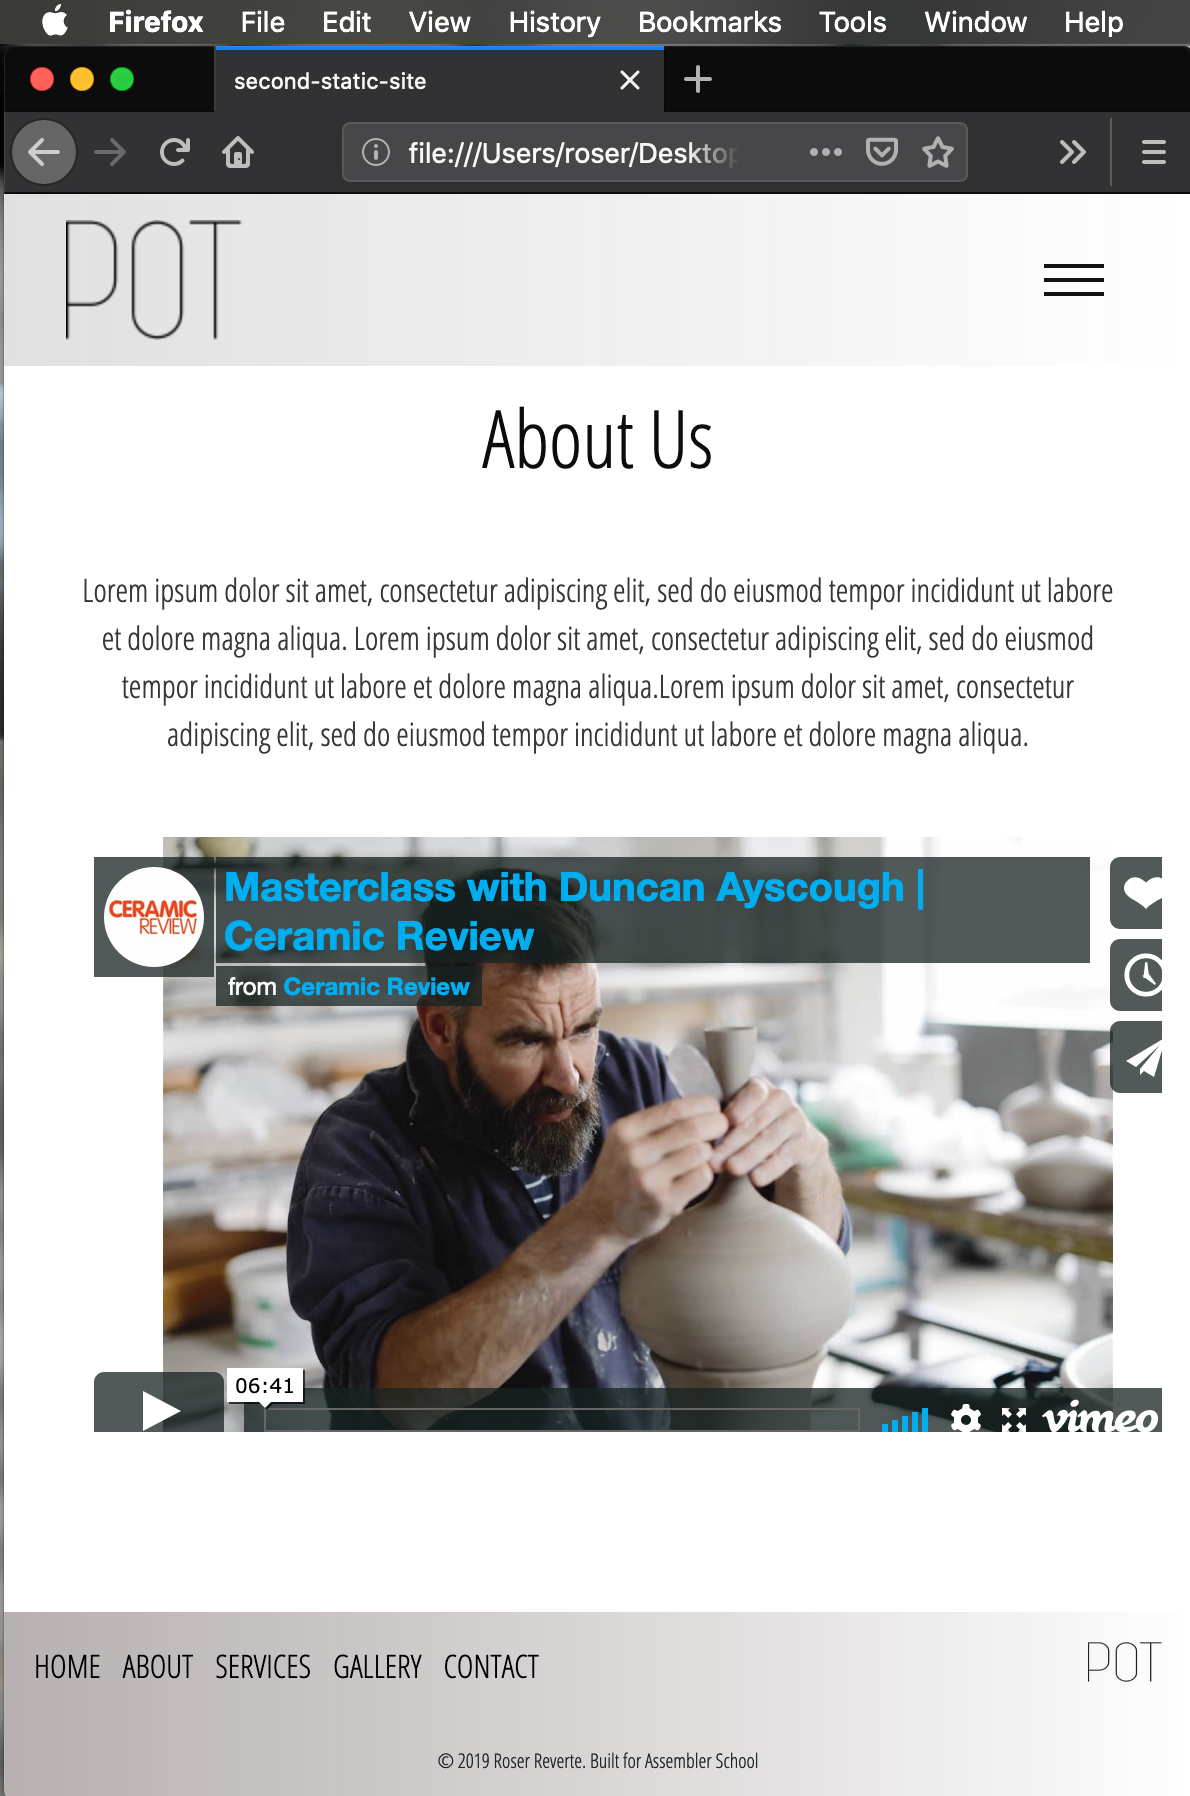 Firefox File Edit View History Bookmarks Tools Window Help
second-static-site
file:///Users/roser/Desktop
POT
About Us
Lorem ipsum dolor sit amet, consectetur adipiscing elit, sed do eiusmod tempor incididunt ut labore
et dolore magna aliqua. Lorem ipsum dolor sit amet, consectetur adipiscing elit, sed do eiusmod
tempor incididunt ut labore et dolore magna aliqua.Lorem ipsum dolor sit amet, consectetur
adipiscing elit, sed do eiusmod tempor incididunt ut labore et dolore magna aliqua.
CERAMIC
REVIEW
Masterclass with Duncan Ayscough |
Ceramic Review
from Ceramic Review
06:41
vimeo
HOME ABOUT SERVICES GALLERY CONTACT
POT
© 2019 Roser Reverte. Built for Assembler School